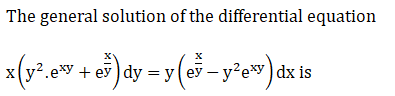 The general solution of the differential equation
x(y².e^{xy} + e^{x/y}) dy = y(e^{x/y} – y²e^{xy}) dx is